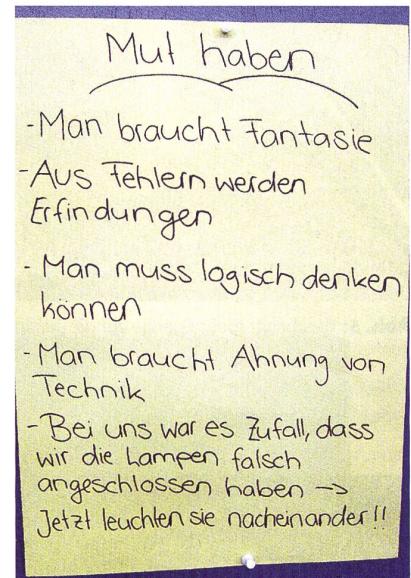 Mut haben
- Man braucht Fantasie
- Aus Fehlern werden
Erfindungen
- Man muss logisch denken
können
- Man braucht Ahnung von
Technik
- Bei uns war es Zufall, dass
wir die Lampen falsch
angeschlossen haben ->
Jetzt leuchten sie nacheinander!!